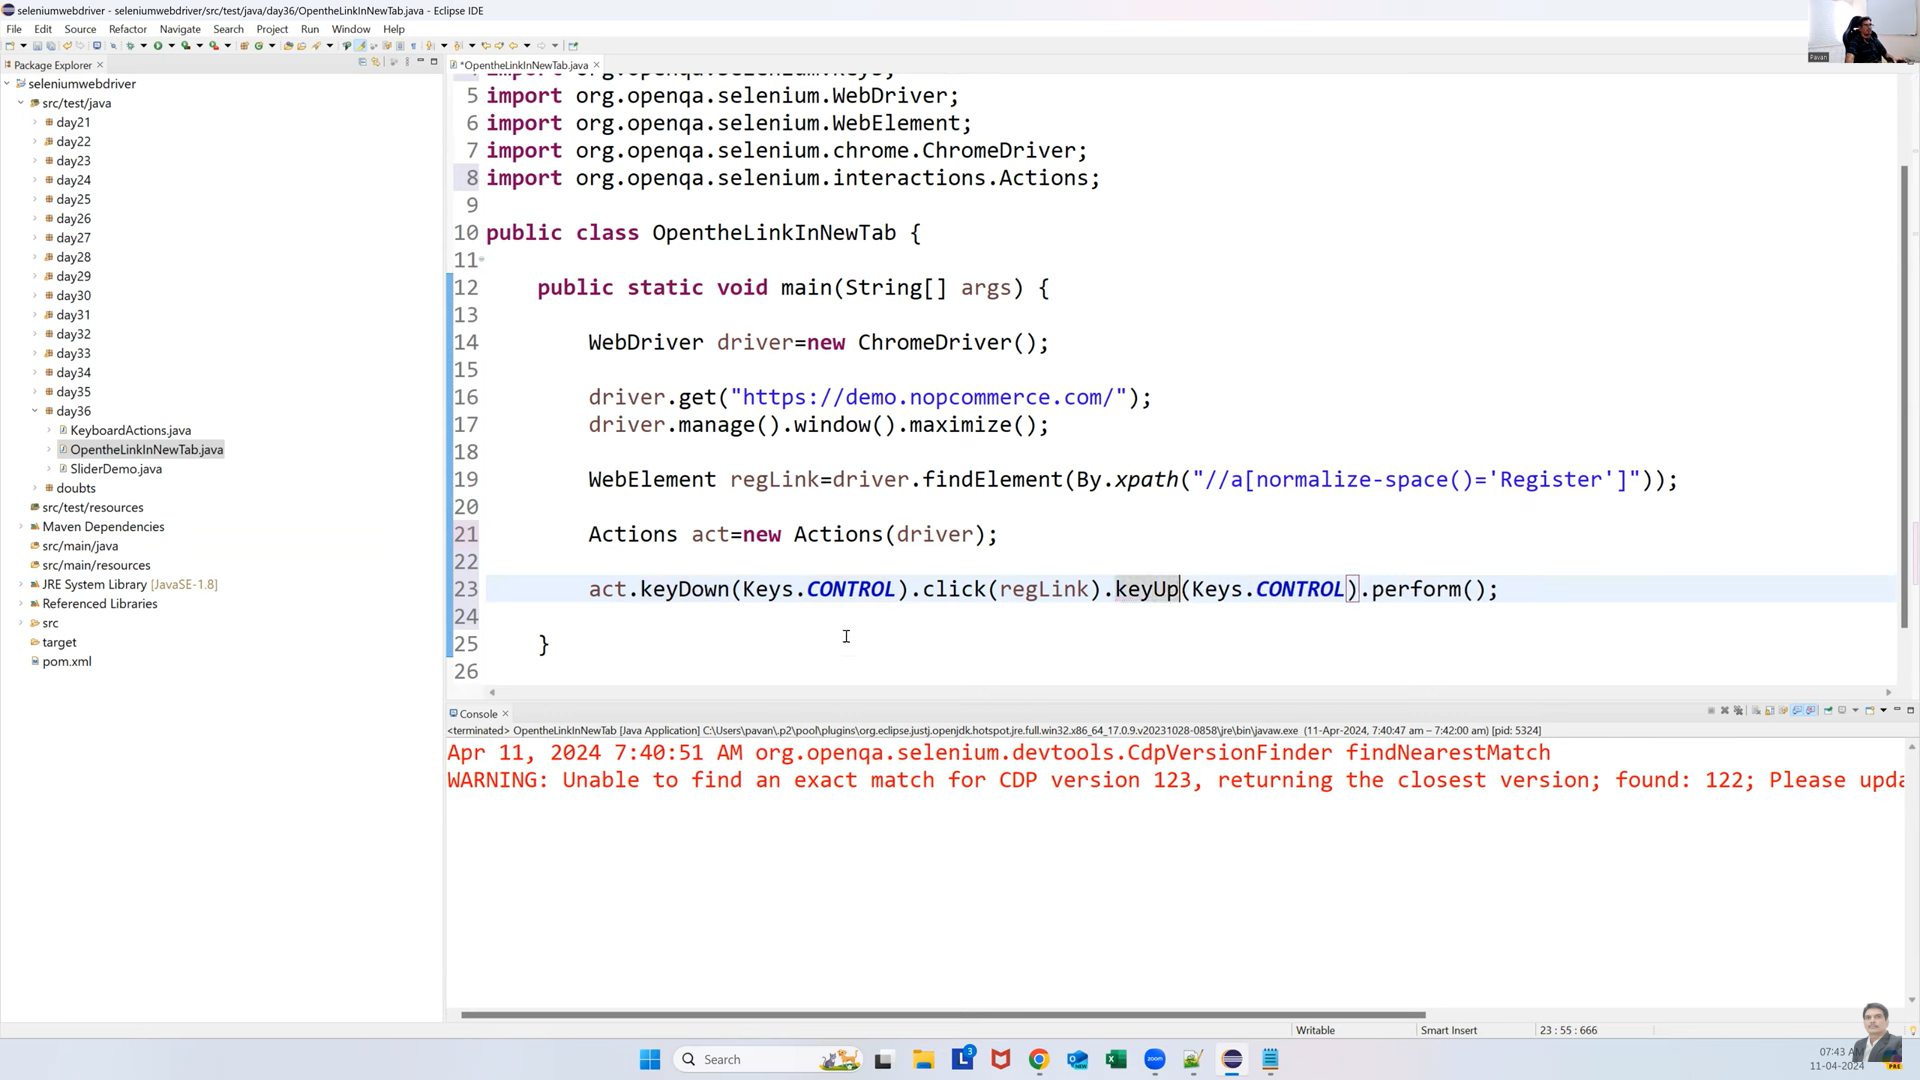 seleniumwebdriver - seleniumwebdriver/src/test/java/day36/OpentheLinkInNewTab.java - Eclipse IDE
File Edit Source Refactor Navigate Search Project Run Window Help
Pavan
Package Explorer
*OpentheLinkInNewTab.java
seleniumwebdriver
src/test/java
day21
day22
day23
day24
day25
day26
day27
day28
day29
day30
day31
day32
day33
day34
day35
day36
KeyboardActions.java
OpentheLinkInNewTab.java
SliderDemo.java
doubts
src/test/resources
Maven Dependencies
src/main/java
src/main/resources
JRE System Library [JavaSE-1.8]
Referenced Libraries
src
target
pom.xml
import org.openqa.selenium.Keys;
5 import org.openqa.selenium.WebDriver;
6 import org.openqa.selenium.WebElement;
7 import org.openqa.selenium.chrome.ChromeDriver;
8 import org.openqa.selenium.interactions.Actions;
9
10 public class OpentheLinkInNewTab {
11
12 public static void main(String[] args) {
13
14 WebDriver driver=new ChromeDriver();
15
16 driver.get("https://demo.nopcommerce.com/");
17 driver.manage().window().maximize();
18
19 WebElement regLink=driver.findElement(By.xpath("//a[normalize-space()='Register']"));
20
21 Actions act=new Actions(driver);
22
23 act.keyDown(Keys.CONTROL).click(regLink).keyUp(Keys.CONTROL).perform();
24
25 }
26
Console
<terminated> OpentheLinkInNewTab [Java Application] C:\Users\pavan\.p2\pool\plugins\org.eclipse.justj.openjdk.hotspot.jre.full.win32.x86_64_17.0.9.v20231028-0858\jre\bin\javaw.exe (11-Apr-2024, 7:40:47 am – 7:42:00 am) [pid: 5324]
Apr 11, 2024 7:40:51 AM org.openqa.selenium.devtools.CdpVersionFinder findNearestMatch
WARNING: Unable to find an exact match for CDP version 123, returning the closest version; found: 122; Please upda
Writable Smart Insert 23 : 55 : 666
Search
3
07:43 AM
11-04-2024
PRE